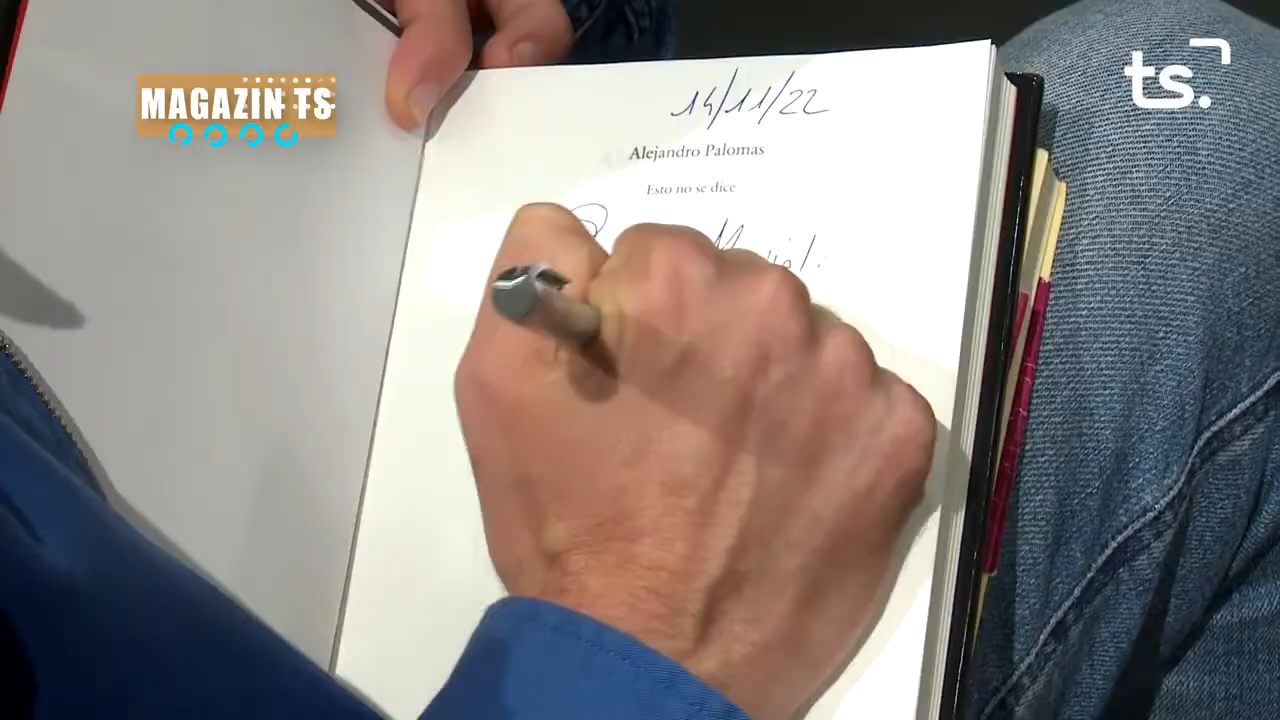 MAGAZIN TS
ts.
14/11/22
Alejandro Palomas
Esto no se dice